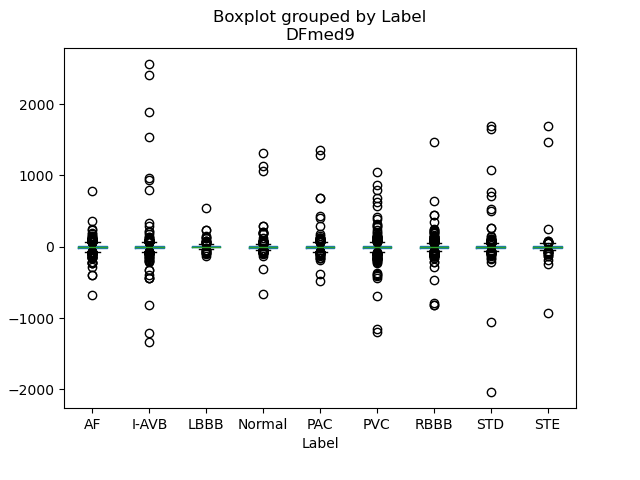 Boxplot grouped by Label
DFmed9
2000
1000
0
−1000
−2000
AF I-AVB LBBB Normal PAC PVC RBBB STD STE
Label